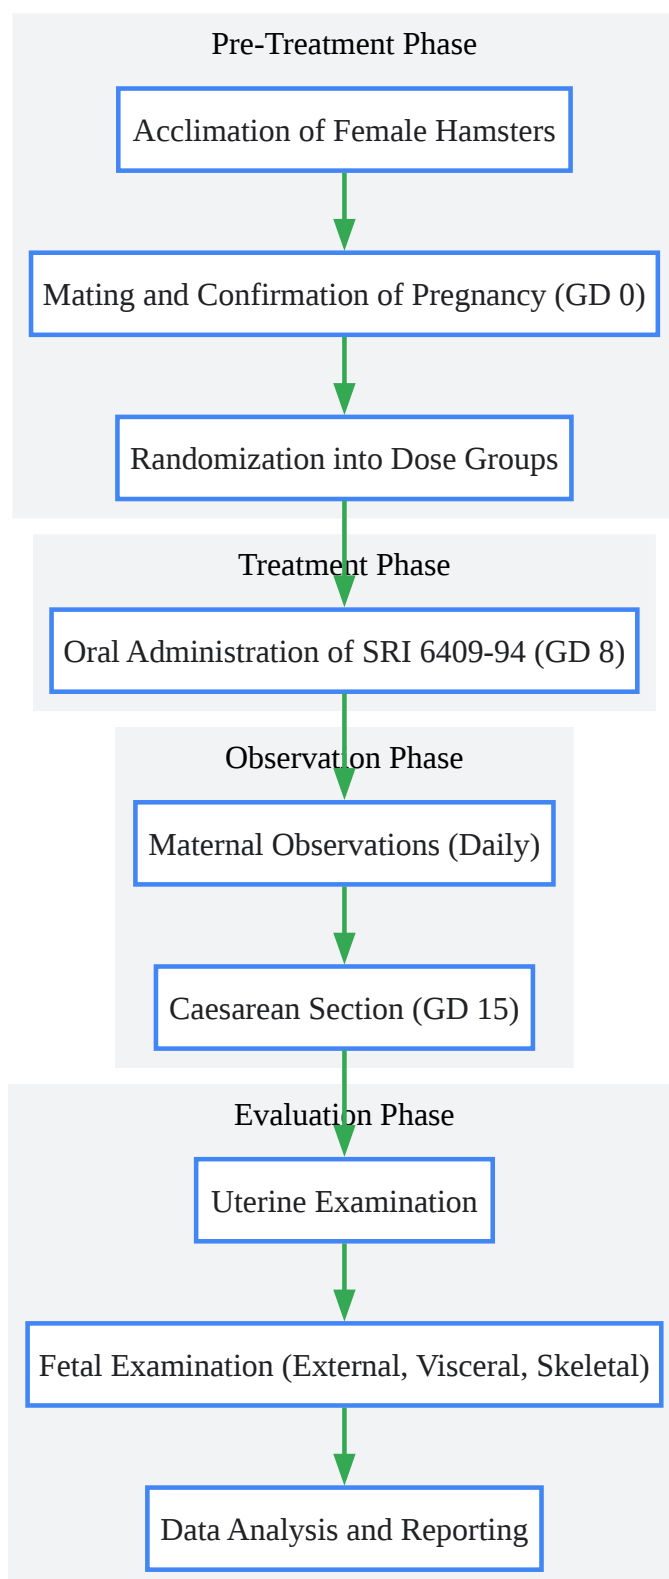 Pre-Treatment Phase
Acclimation of Female Hamsters
Mating and Confirmation of Pregnancy (GD 0)
Randomization into Dose Groups
Treatment Phase
Oral Administration of SRI 6409-94 (GD 8)
Observation Phase
Maternal Observations (Daily)
Caesarean Section (GD 15)
Evaluation Phase
Uterine Examination
Fetal Examination (External, Visceral, Skeletal)
Data Analysis and Reporting